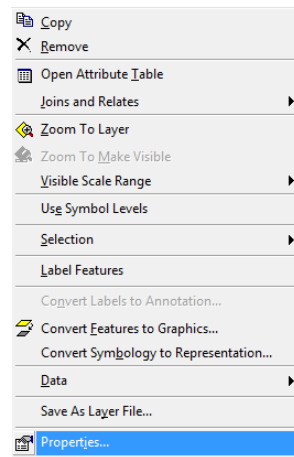 Copy
Remove
Open Attribute Table
Joins and Relates
Zoom To Layer
Zoom To Make Visible
Visible Scale Range
Use Symbol Levels
Selection
Label Features
Convert Labels to Annotation...
Convert Features to Graphics...
Convert Symbology to Representation...
Data
Save As Layer File...
Properties...